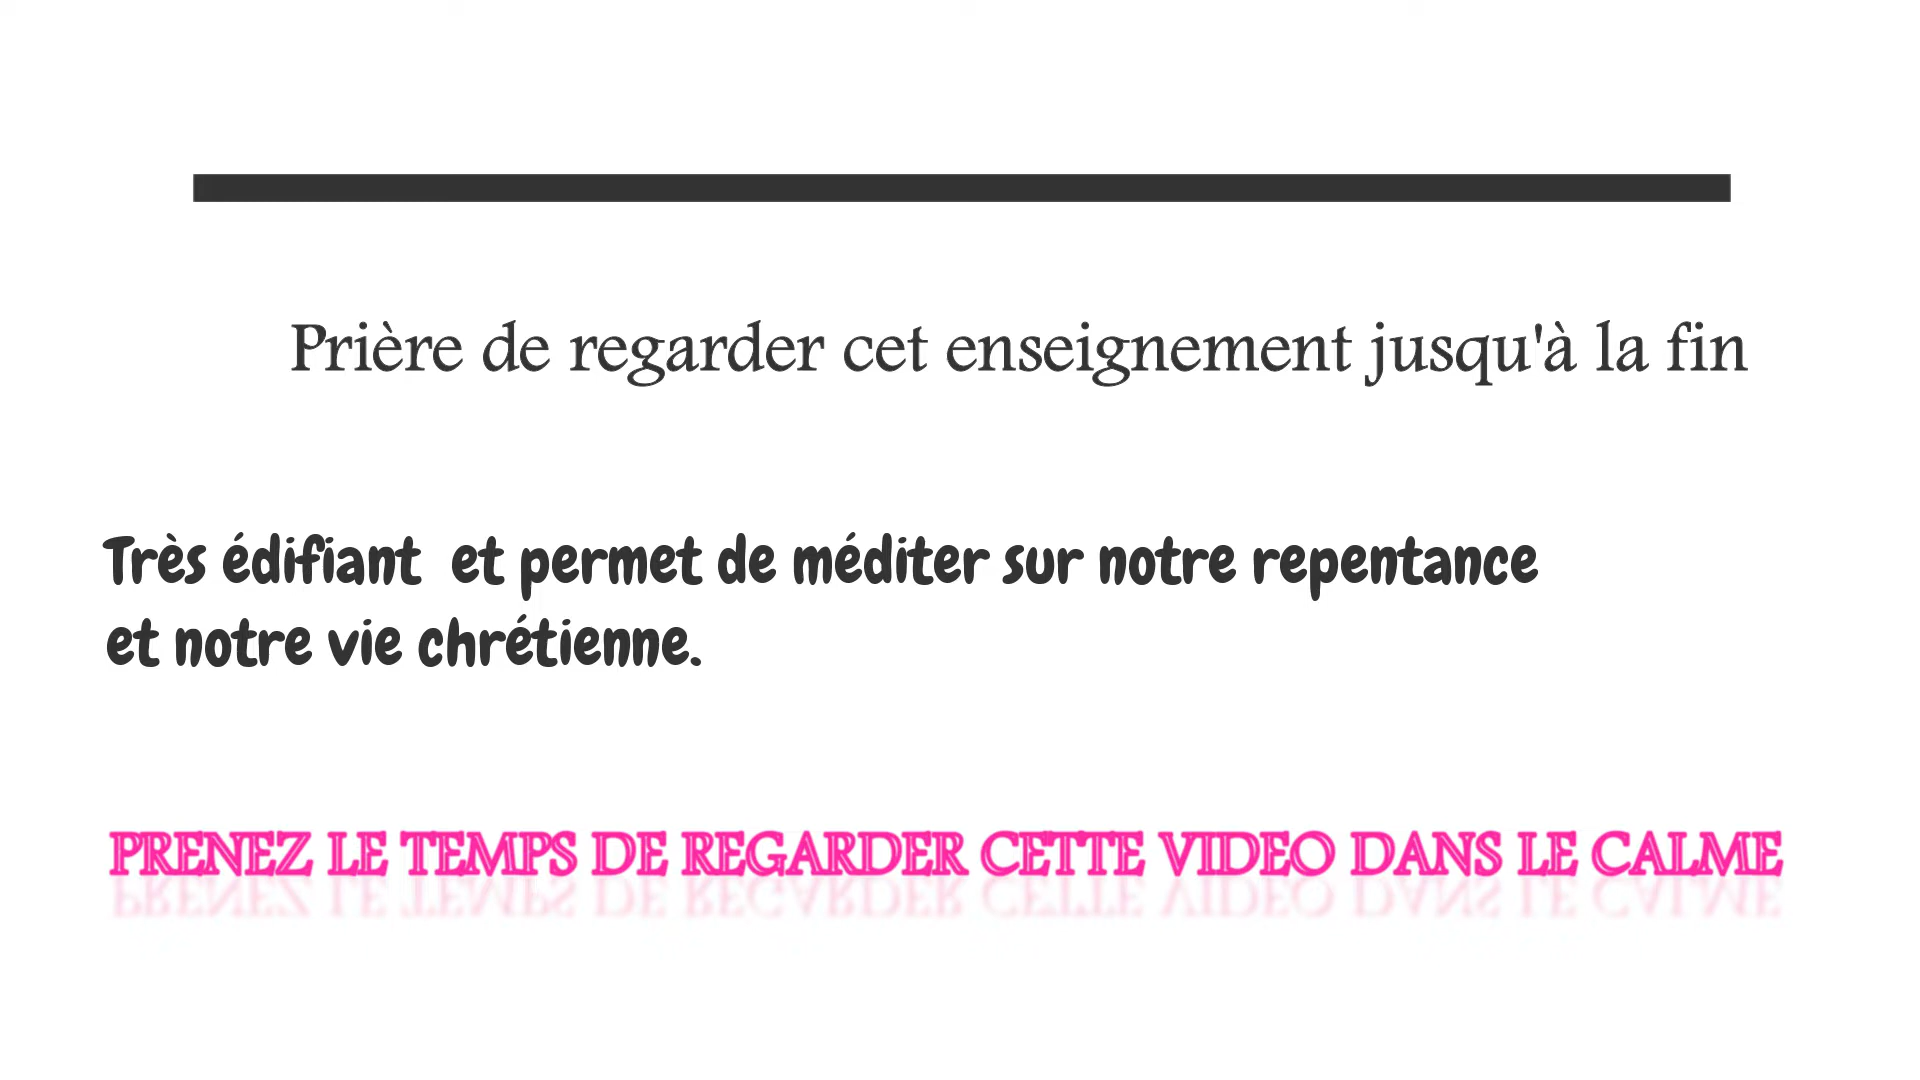 Prière de regarder cet enseignement jusqu'à la fin
Très édifiant  et permet de méditer sur notre repentance
et notre vie chrétienne.
PRENEZ LE TEMPS DE REGARDER CETTE VIDEO DANS LE CALME